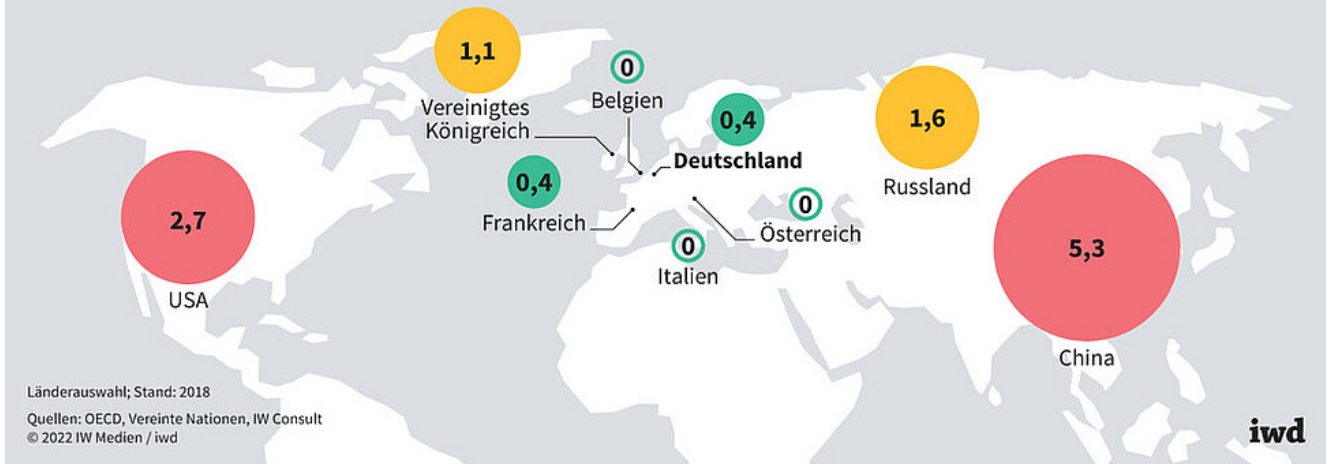 1,1
Vereinigtes
Königreich
0
Belgien
0,4
Deutschland
1,6
Russland
2,7
USA
0,4
Frankreich
0
Italien
0
Österreich
5,3
China
Länderauswahl; Stand: 2018
Quellen: OECD, Vereinte Nationen, IW Consult
© 2022 IW Medien / iwd
iwd